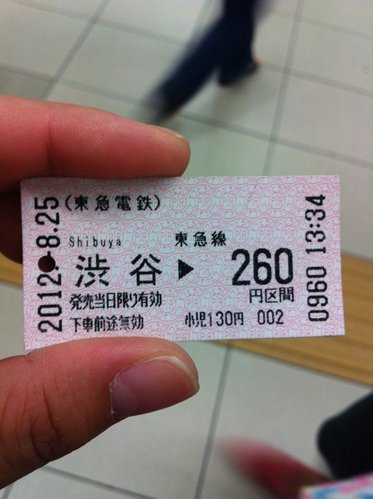 2012.-8.25
(東急電鉄)
Shibuya 東急線
渋谷▶260
発売当日限り有効 円区間
下車前途無効 小児130円 002
0960 13:34